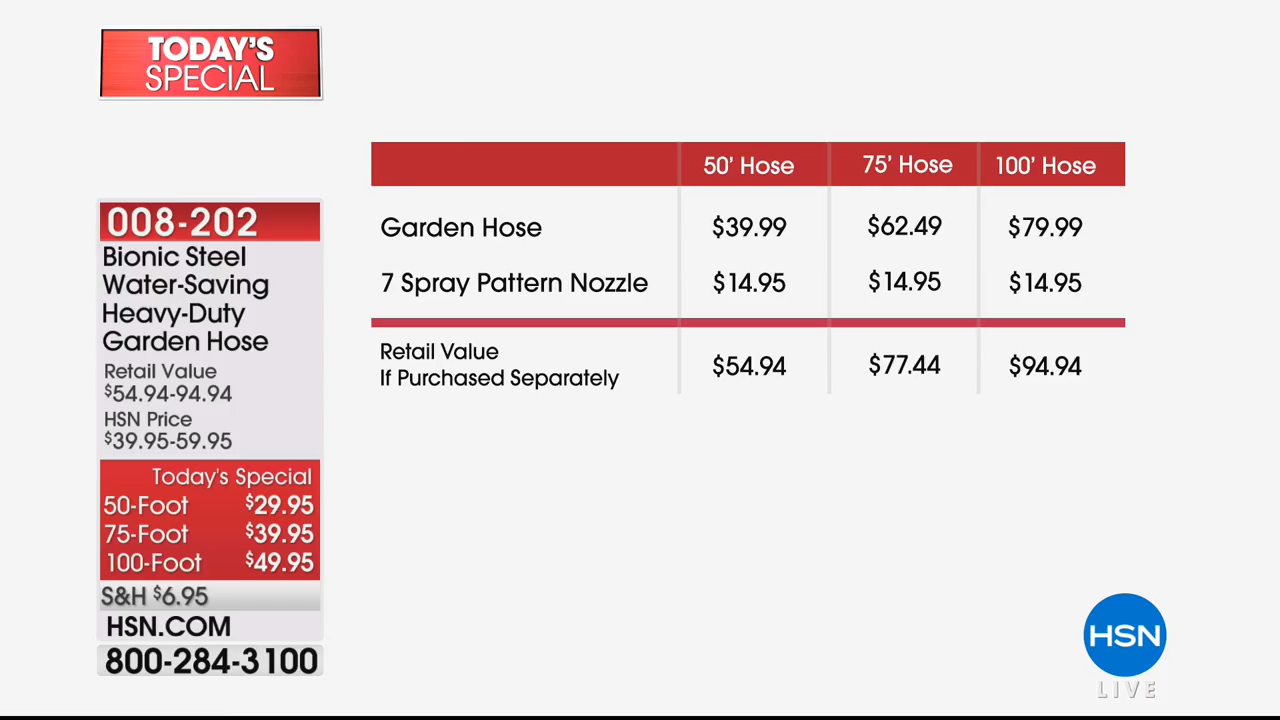 TODAY'S
SPECIAL
008-202
Bionic Steel
Water-Saving
Heavy-Duty
Garden Hose
Retail Value
$54.94-94.94
HSN Price
$39.95-59.95
Today's Special
50-Foot $29.95
75-Foot $39.95
100-Foot $49.95
S&H $6.95
HSN.COM
800-284-3100
50' Hose 75' Hose 100' Hose
Garden Hose $39.99 $62.49 $79.99
7 Spray Pattern Nozzle $14.95 $14.95 $14.95
Retail Value
If Purchased Separately $54.94 $77.44 $94.94
HSN
LIVE